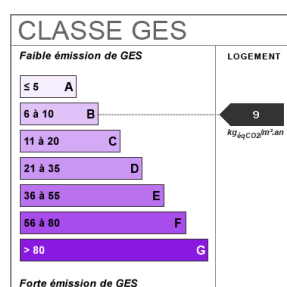 CLASSE GES
Faible émission de GES
LOGEMENT
≤ 5 A
6 à 10 B
9
kgéqCO2/m².an
11 à 20 C
21 à 35 D
36 à 55 E
56 à 80 F
> 80 G
Forte émission de GES